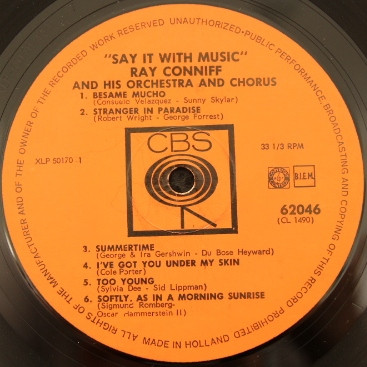 ALL RIGHTS OF THE MANUFACTURER AND OF THE OWNER OF THE RECORDED WORK RESERVED UNAUTHORIZED·PUBLIC PERFORMANCE, BROADCASTING AND COPYING OF THIS RECORD PROHIBITED
"SAY IT WITH MUSIC"
RAY CONNIFF
AND HIS ORCHESTRA AND CHORUS
1. BESAME MUCHO
(Consuelo Velazquez - Sunny Skylar)
2. STRANGER IN PARADISE
(Robert Wright - George Forrest)
CBS
XLP 50170 1
33 1/3 RPM
B.I.E.M.
62046
(CL 1490)
3. SUMMERTIME
(George & Ira Gershwin - Du Bose Heyward)
4. I'VE GOT YOU UNDER MY SKIN
(Cole Porter)
5. TOO YOUNG
(Sylvia Dee - Sid Lippman)
6. SOFTLY, AS IN A MORNING SUNRISE
(Sigmund Romberg-
Oscar Hammerstein II)
MADE IN HOLLAND